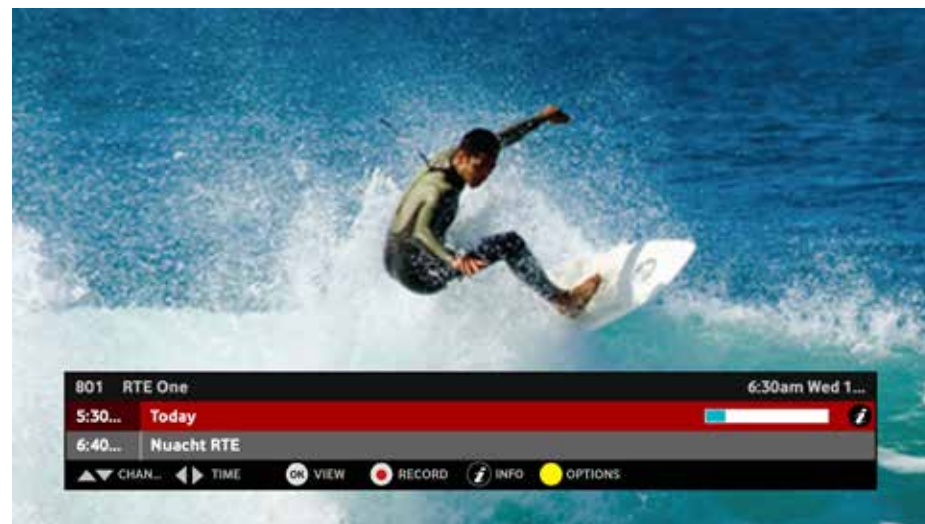 801 RTE One 6:30am Wed 1...
5:30... Today
6:40... Nuacht RTE
CHAN... TIME OK VIEW RECORD i INFO OPTIONS